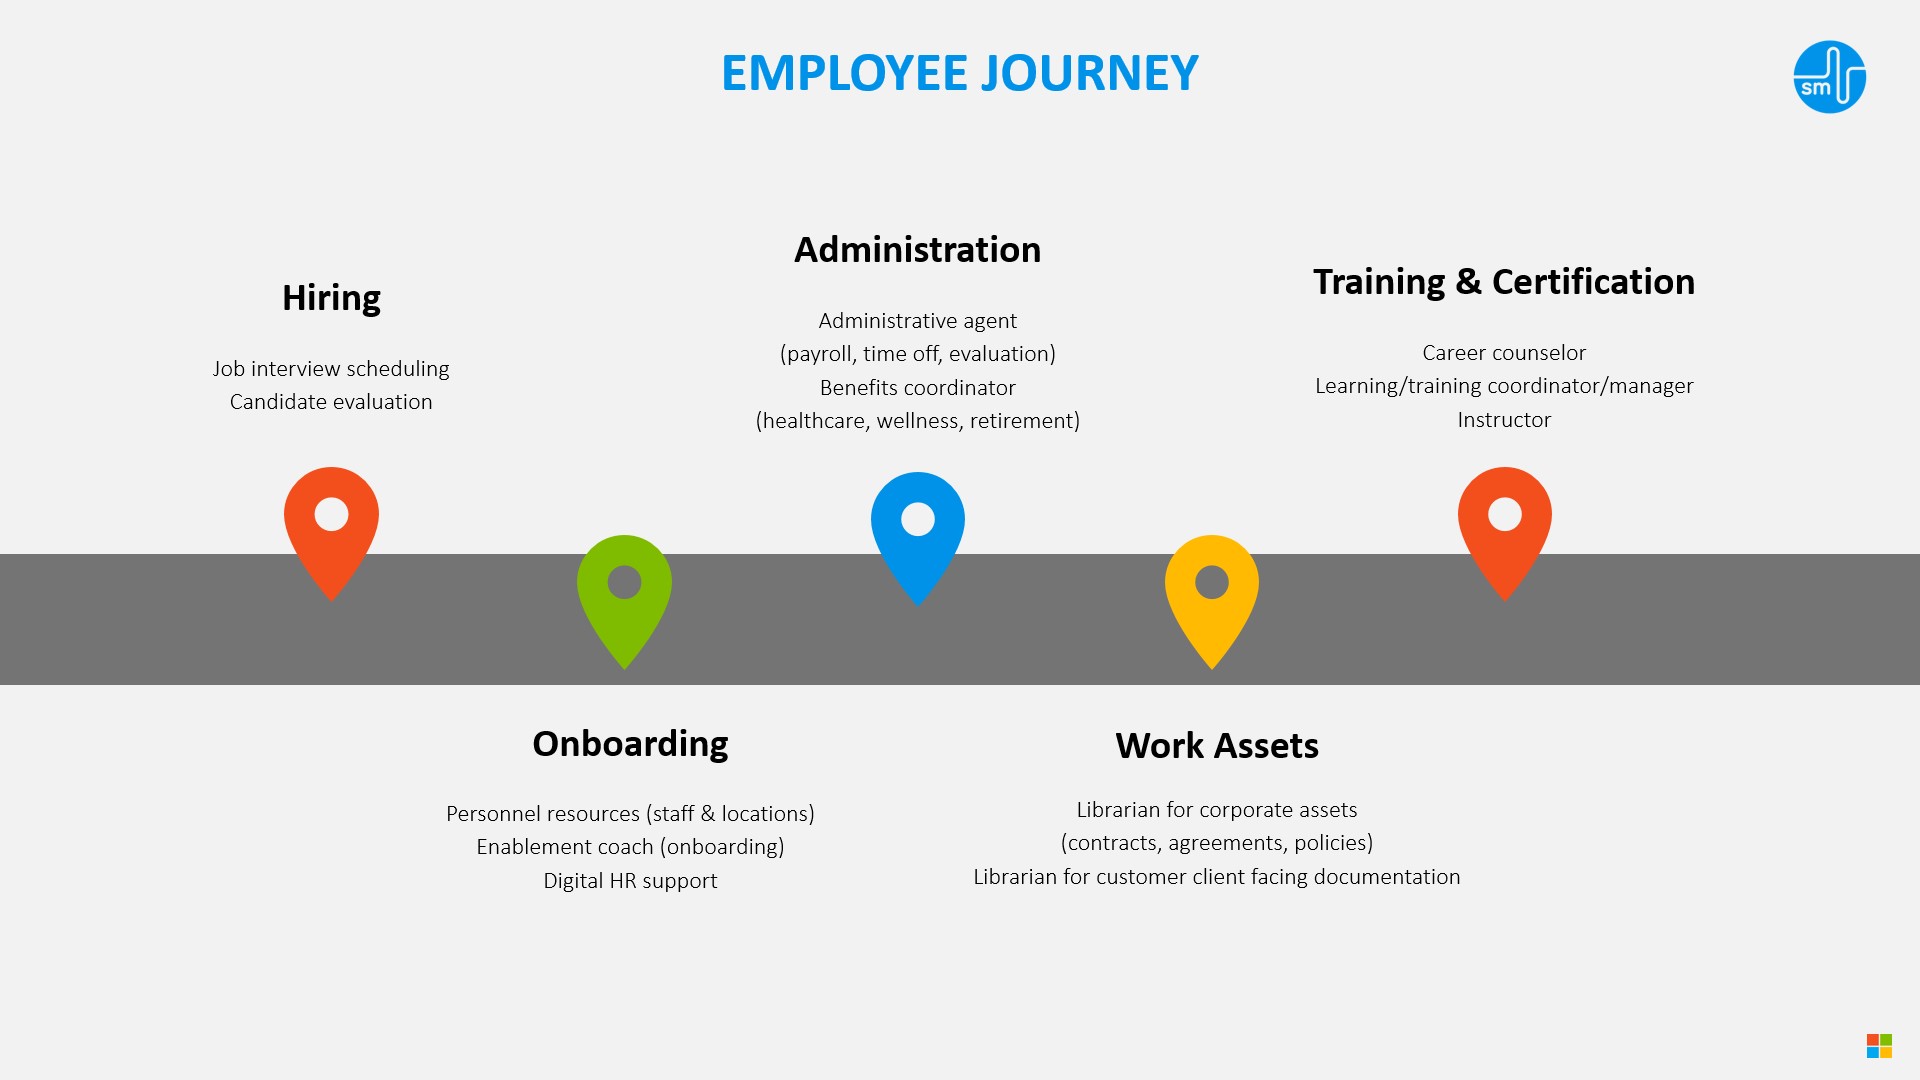 EMPLOYEE JOURNEY
sm
Hiring
Job interview scheduling
Candidate evaluation
Administration
Administrative agent
(payroll, time off, evaluation)
Benefits coordinator
(healthcare, wellness, retirement)
Training & Certification
Career counselor
Learning/training coordinator/manager
Instructor
Onboarding
Personnel resources (staff & locations)
Enablement coach (onboarding)
Digital HR support
Work Assets
Librarian for corporate assets
(contracts, agreements, policies)
Librarian for customer client facing documentation